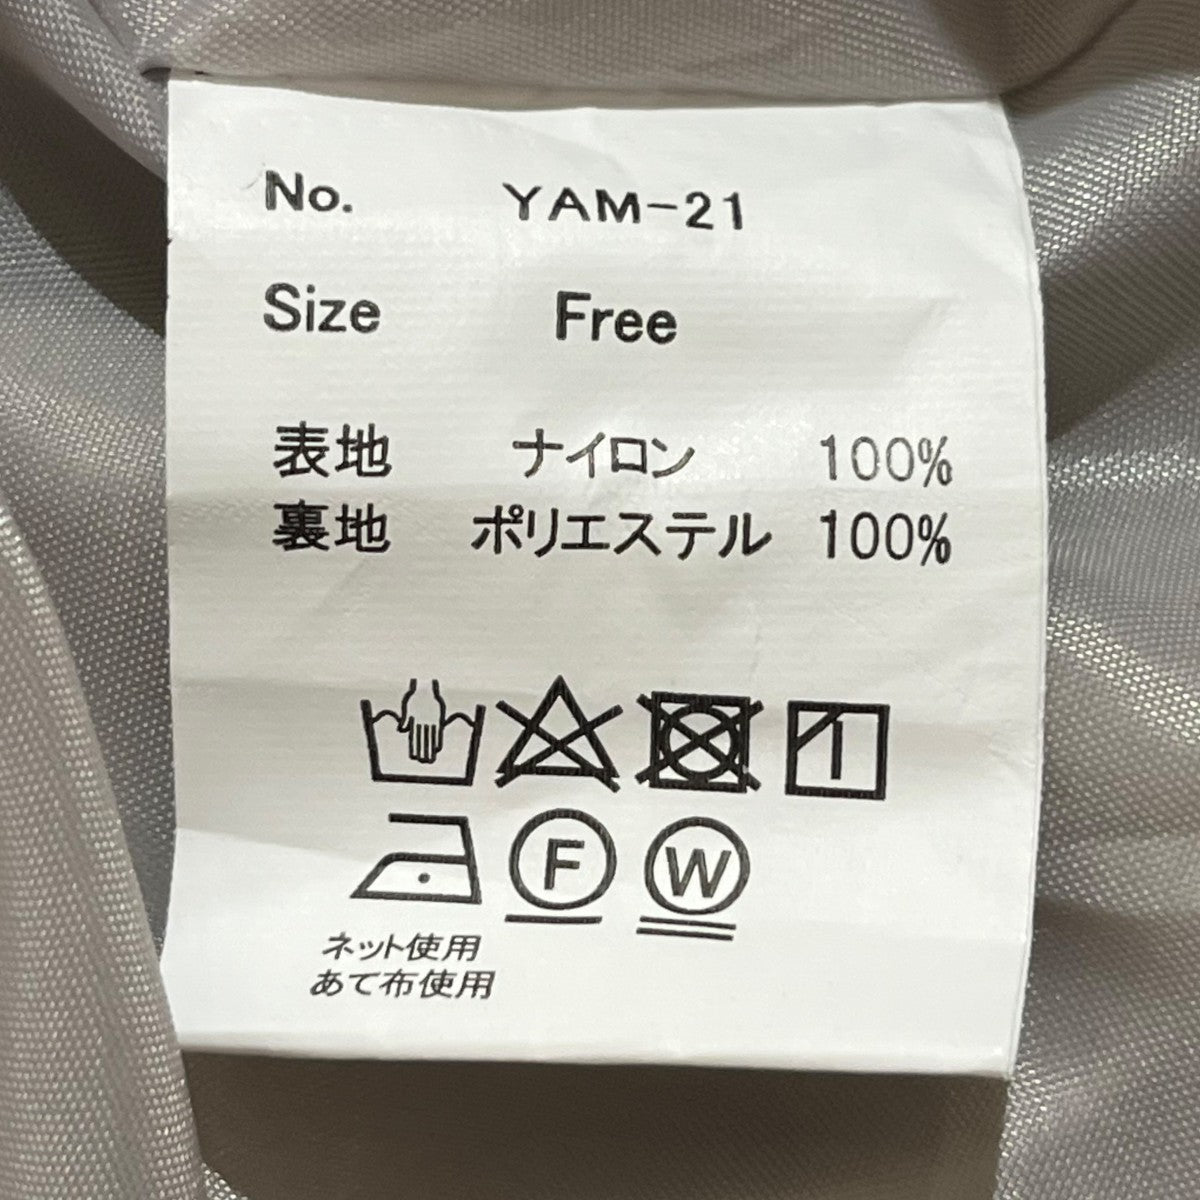 No. YAM-21
Size Free
表地 ナイロン 100%
裏地 ポリエステル 100%
1
F W
ネット使用
あて布使用